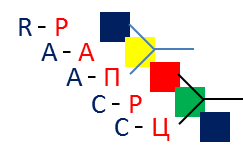 R - Р
А - А
А - П
С - Р
С - Ц